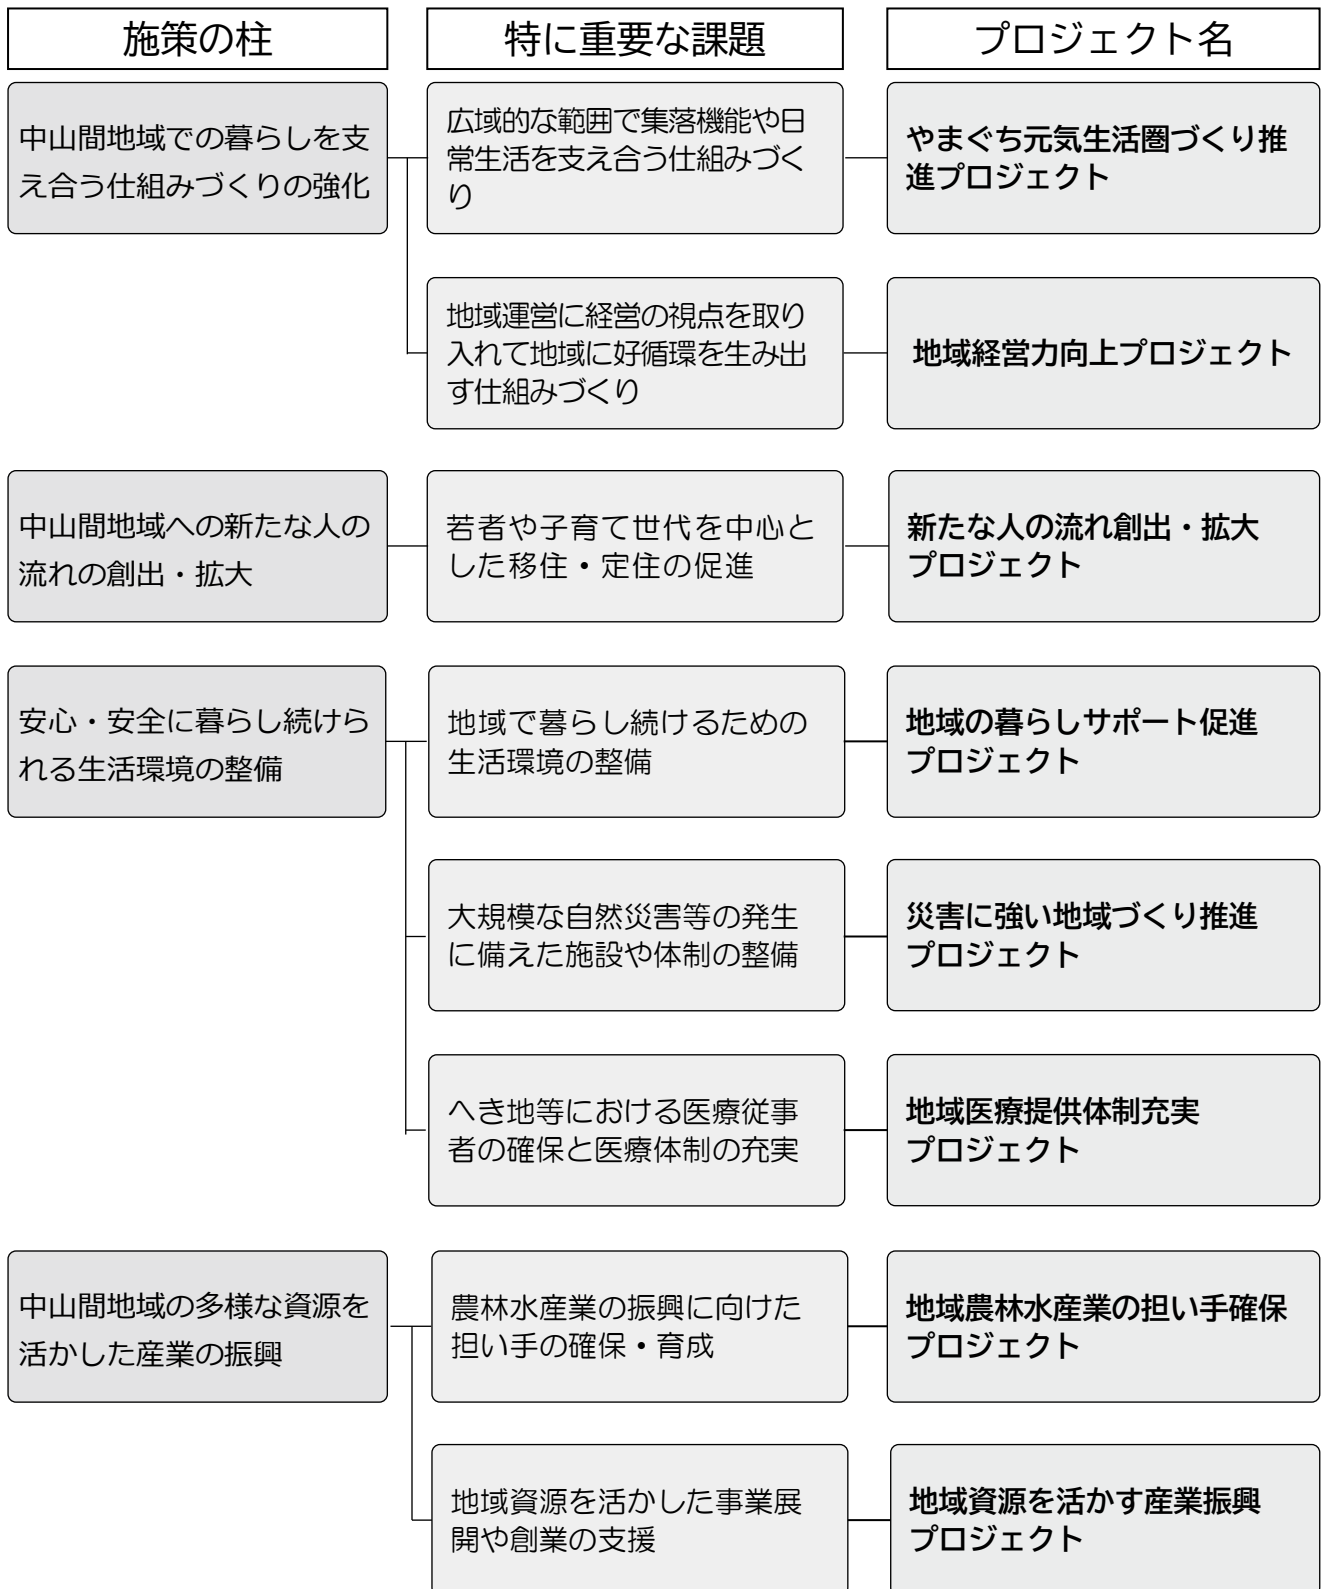 施策の柱
特に重要な課題
プロジェクト名
中山間地域での暮らしを支
え合う仕組みづくりの強化
広域的な範囲で集落機能や日
常生活を支え合う仕組みづく
り
やまぐち元気生活圏づくり推
進プロジェクト
地域運営に経営の視点を取り
入れて地域に好循環を生み出
す仕組みづくり
地域経営力向上プロジェクト
中山間地域への新たな人の
流れの創出・拡大
若者や子育て世代を中心と
した移住・定住の促進
新たな人の流れ創出・拡大
プロジェクト
安心・安全に暮らし続けら
れる生活環境の整備
地域で暮らし続けるための
生活環境の整備
地域の暮らしサポート促進
プロジェクト
大規模な自然災害等の発生
に備えた施設や体制の整備
災害に強い地域づくり推進
プロジェクト
へき地等における医療従事
者の確保と医療体制の充実
地域医療提供体制充実
プロジェクト
中山間地域の多様な資源を
活かした産業の振興
農林水産業の振興に向けた
担い手の確保・育成
地域農林水産業の担い手確保
プロジェクト
地域資源を活かした事業展
開や創業の支援
地域資源を活かす産業振興
プロジェクト